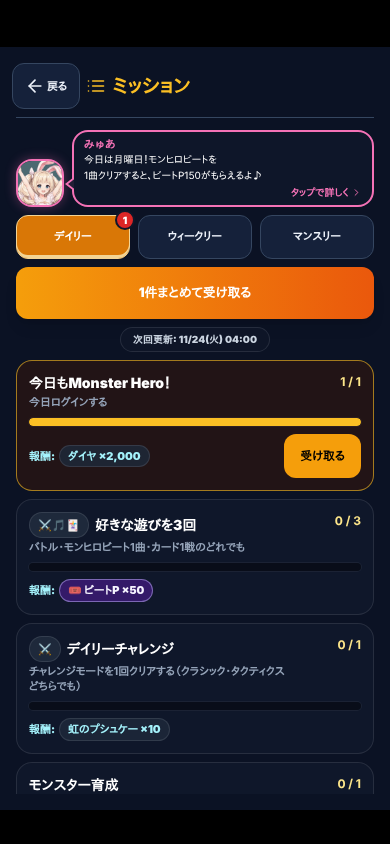 戻る
ミッション
みゅあ
今日は月曜日!モンヒロビートを
1曲クリアすると、ビートP150がもらえるよ♪
タップで詳しく
デイリー
1
ウィークリー
マンスリー
1件まとめて受け取る
次回更新: 11/24(火) 04:00
今日もMonster Hero!
1 / 1
今日ログインする
報酬: ダイヤ ×2,000
受け取る
好きな遊びを3回
0 / 3
バトル・モンヒロビート1曲・カード1戦のどれでも
報酬: ビートP ×50
デイリーチャレンジ
0 / 1
チャレンジモードを1回クリアする(クラシック・タクティクス
どちらでも)
報酬: 虹のプシュケー ×10
モンスター育成
0 / 1